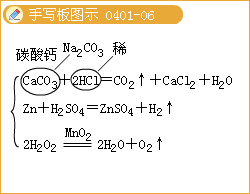 手写板图示 0401-06
碳酸钙 Na₂CO₃ 稀
CaCO₃+2HCl=CO₂↑+CaCl₂+H₂O
Zn+H₂SO₄=ZnSO₄+H₂↑
2H₂O₂ MnO₂ 2H₂O+O₂↑